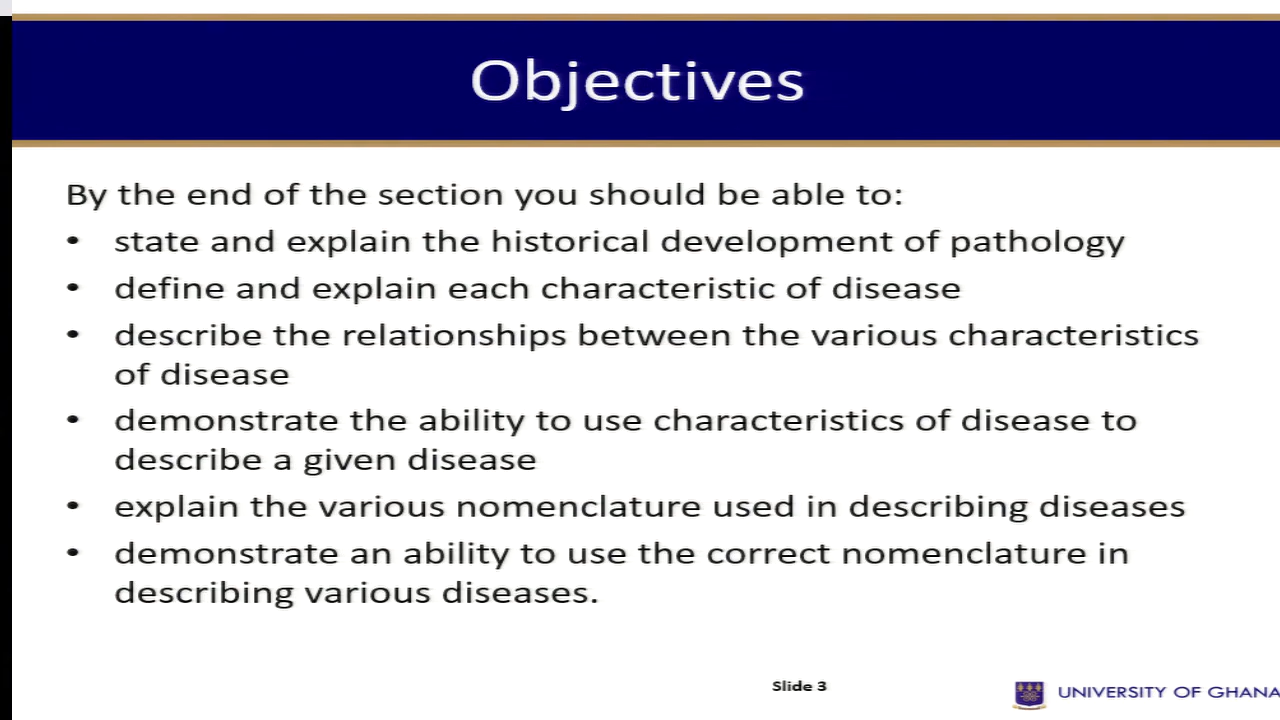 Objectives
By the end of the section you should be able to:
• state and explain the historical development of pathology
• define and explain each characteristic of disease
• describe the relationships between the various characteristics
of disease
• demonstrate the ability to use characteristics of disease to
describe a given disease
• explain the various nomenclature used in describing diseases
• demonstrate an ability to use the correct nomenclature in
describing various diseases.
Slide 3
UNIVERSITY OF GHANA